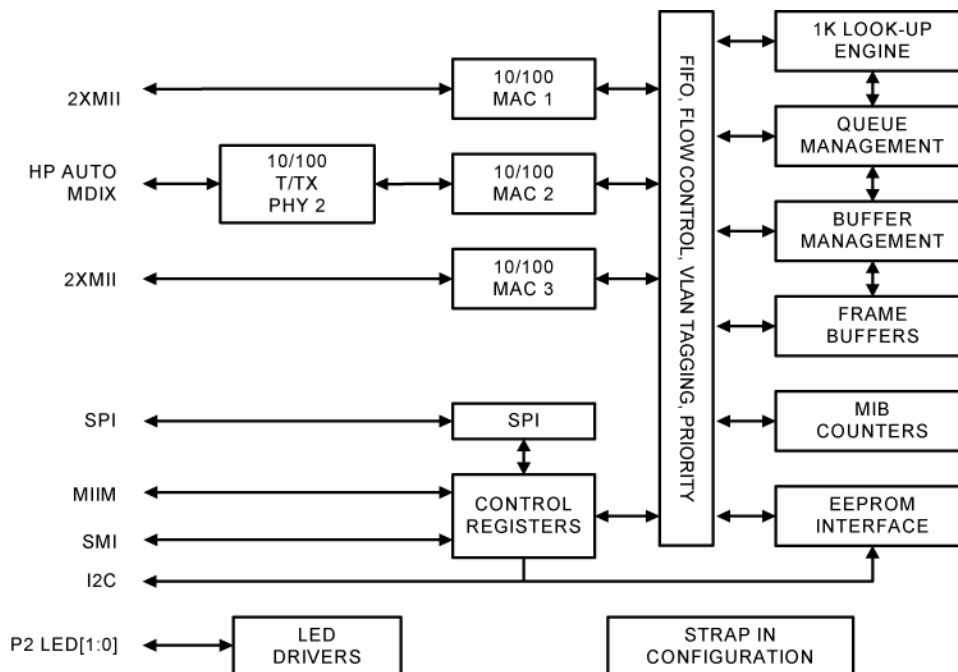 1K LOOK-UP
ENGINE
2XMII
10/100
MAC 1
QUEUE
MANAGEMENT
HP AUTO
MDIX
10/100
T/TX
PHY 2
10/100
MAC 2
BUFFER
MANAGEMENT
2XMII
10/100
MAC 3
FIFO, FLOW CONTROL, VLAN TAGGING, PRIORITY
FRAME
BUFFERS
SPI
SPI
MIB
COUNTERS
MIIM
SMI
CONTROL
REGISTERS
EEPROM
INTERFACE
I2C
P2 LED[1:0]
LED
DRIVERS
STRAP IN
CONFIGURATION